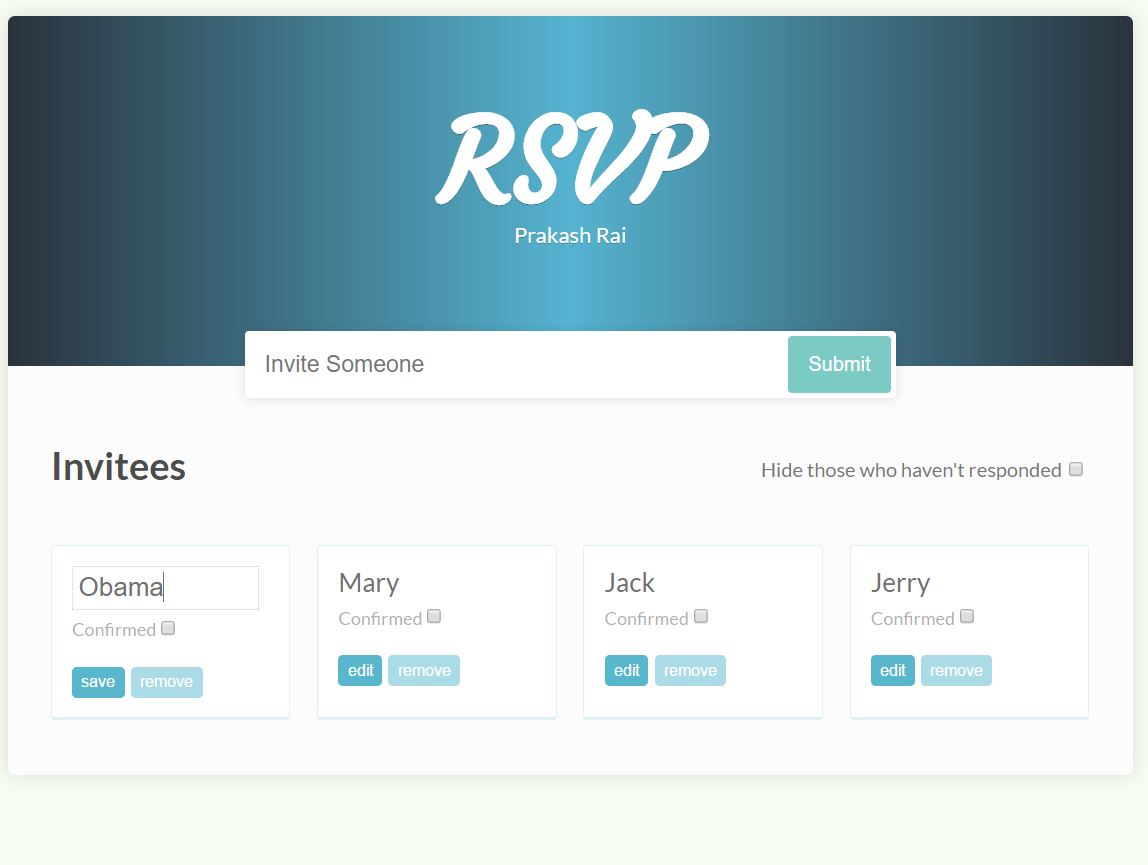 RSVP
Prakash Rai
Invite Someone Submit
Invitees Hide those who haven't responded
Obama Mary Jack Jerry
Confirmed Confirmed Confirmed Confirmed
save remove edit remove edit remove edit remove